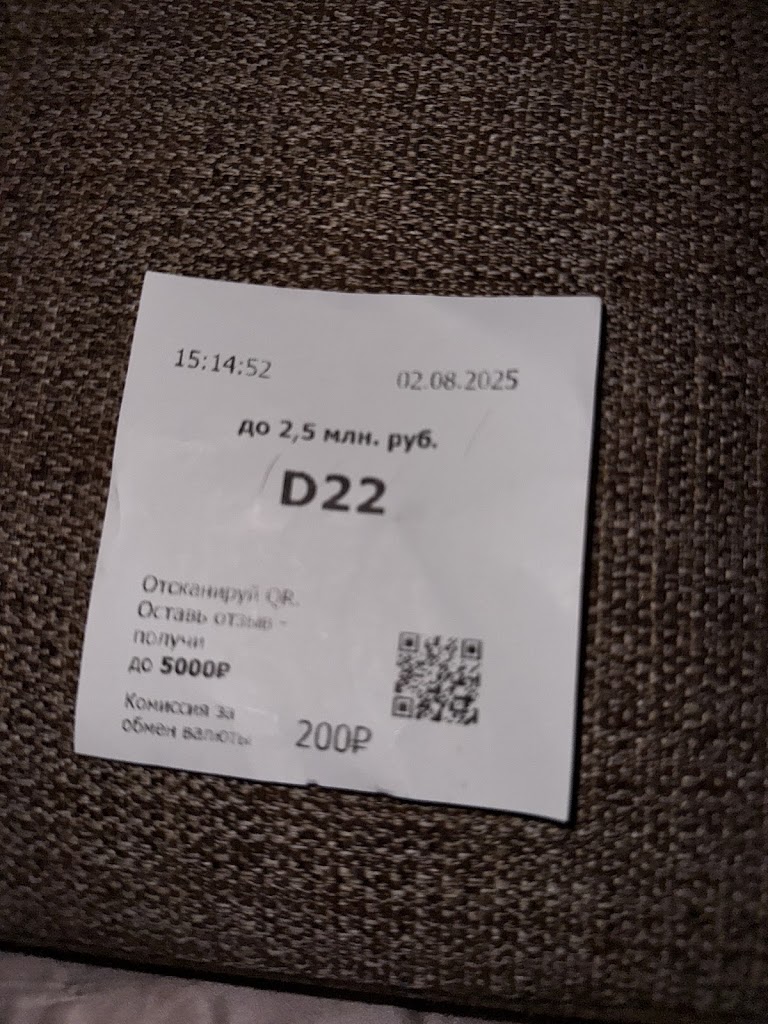 15:14:52 02.08.2025
до 2,5 млн. руб.
D22
Отсканируй QR.
Оставь отзыв -
получи
до 5000₽
Комиссия за
обмен валюты 200₽